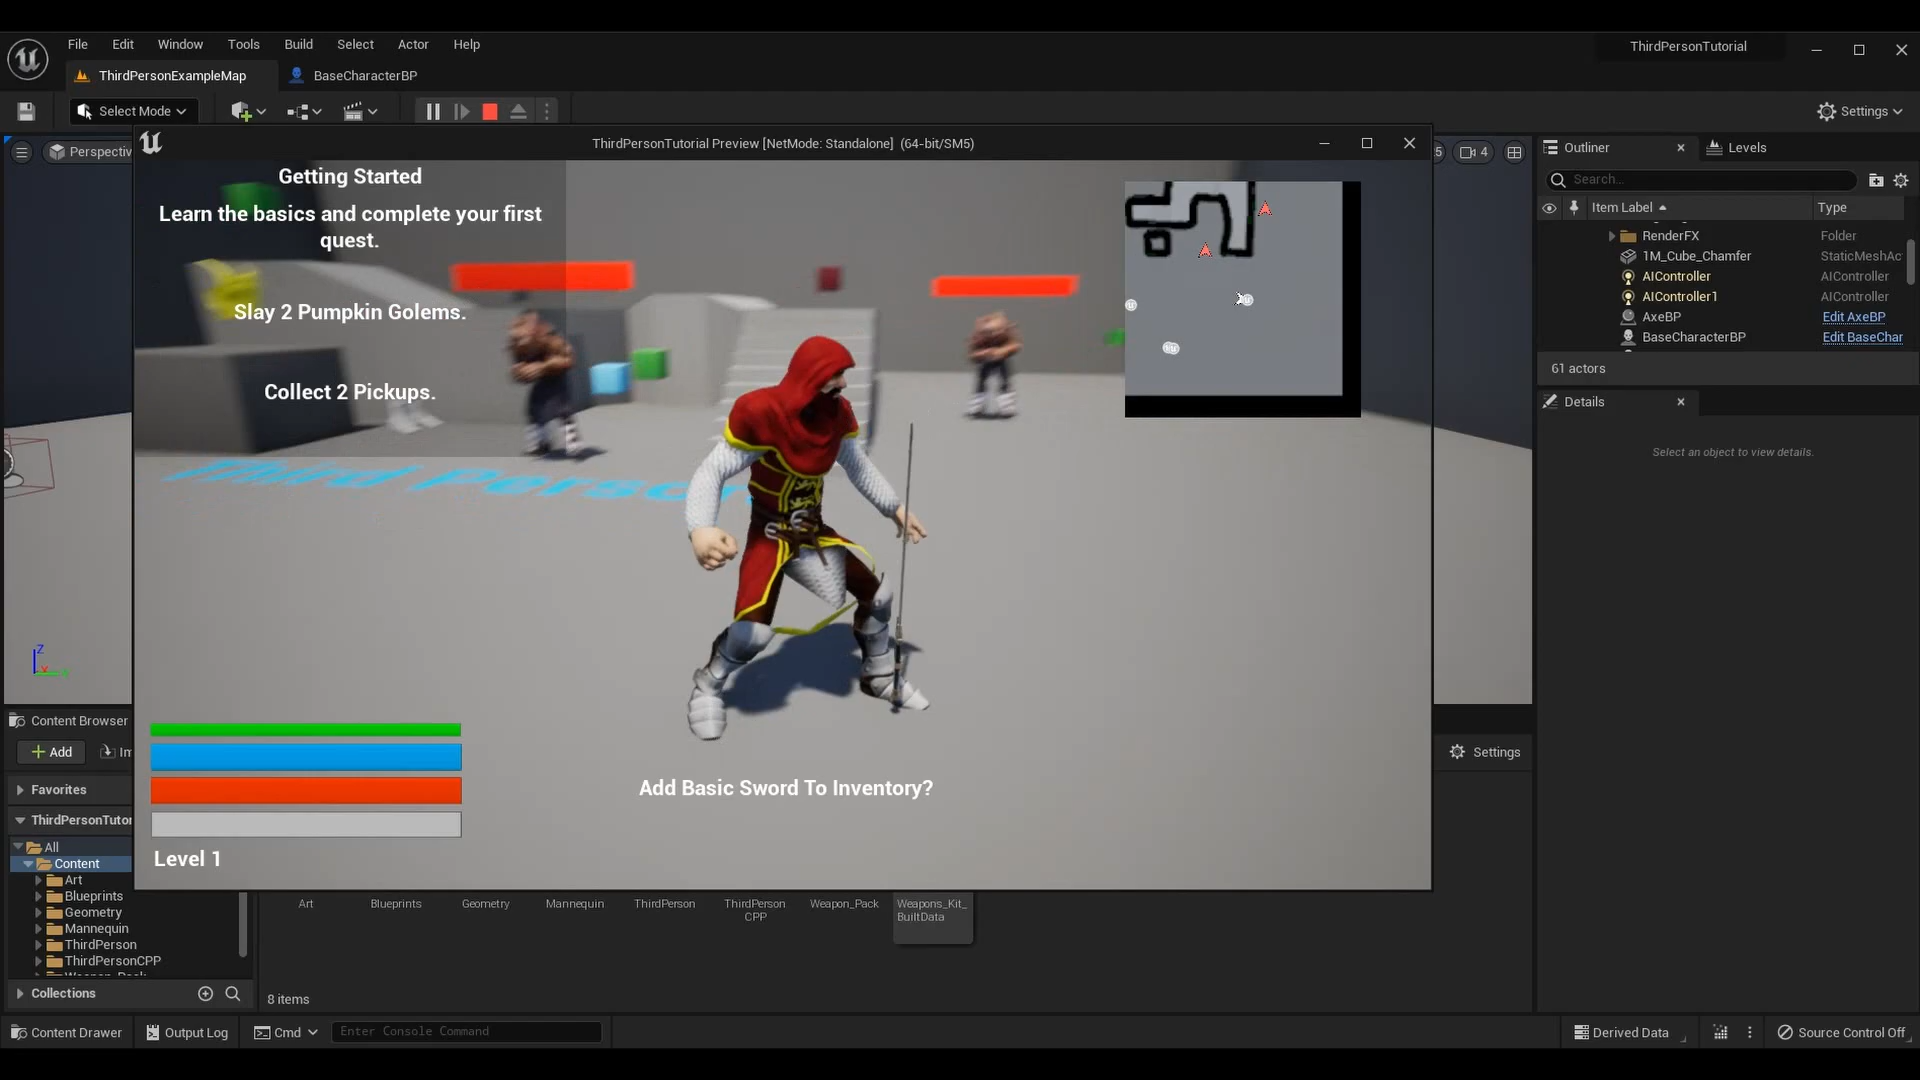 File Edit Window Tools Build Select Actor Help
ThirdPersonTutorial
ThirdPersonExampleMap
BaseCharacterBP
Select Mode
Settings
ThirdPersonTutorial Preview [NetMode: Standalone] (64-bit/SM5)
Perspectiv
5
4
Outliner
Levels
Search...
Item Label
Type
RenderFX
Folder
1M_Cube_Chamfer
StaticMeshAc
AIController
AIController
AIController1
AIController
AxeBP
Edit AxeBP
BaseCharacterBP
Edit BaseChar
61 actors
Details
Select an object to view details.
Getting Started
Learn the basics and complete your first
quest.
Slay 2 Pumpkin Golems.
Collect 2 Pickups.
Third Person
Z
X
Add Basic Sword To Inventory?
Level 1
Content Browser
Add
Im
Settings
Favorites
ThirdPersonTutor
All
Content
Art
Blueprints
Geometry
Mannequin
ThirdPerson
ThirdPersonCPP
Weapon_Pack
Collections
Art
Blueprints
Geometry
Mannequin
ThirdPerson
ThirdPerson
CPP
Weapon_Pack
Weapons_Kit_
BuiltData
8 items
Content Drawer
Output Log
Cmd
Enter Console Command
Derived Data
Source Control Off